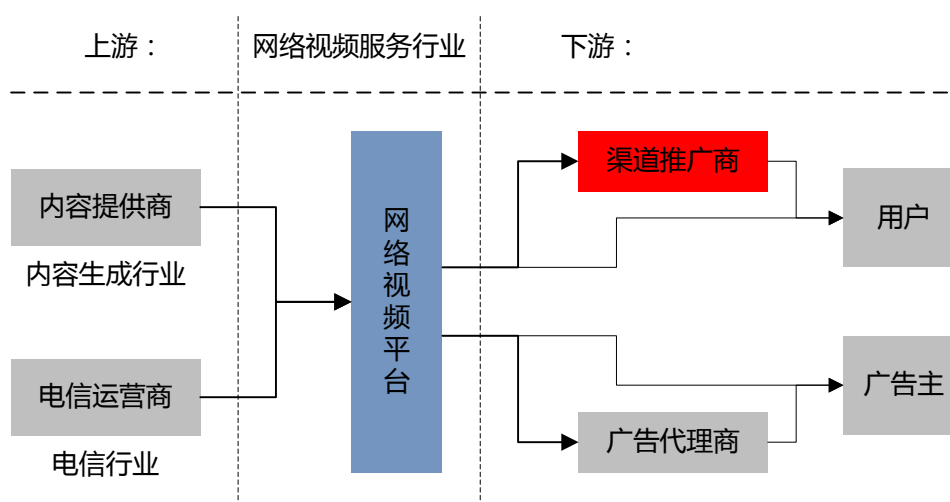 上游：
网络视频服务行业
下游：
内容提供商
内容生成行业
电信运营商
电信行业
网
络
视
频
平
台
渠道推广商
用户
广告主
广告代理商